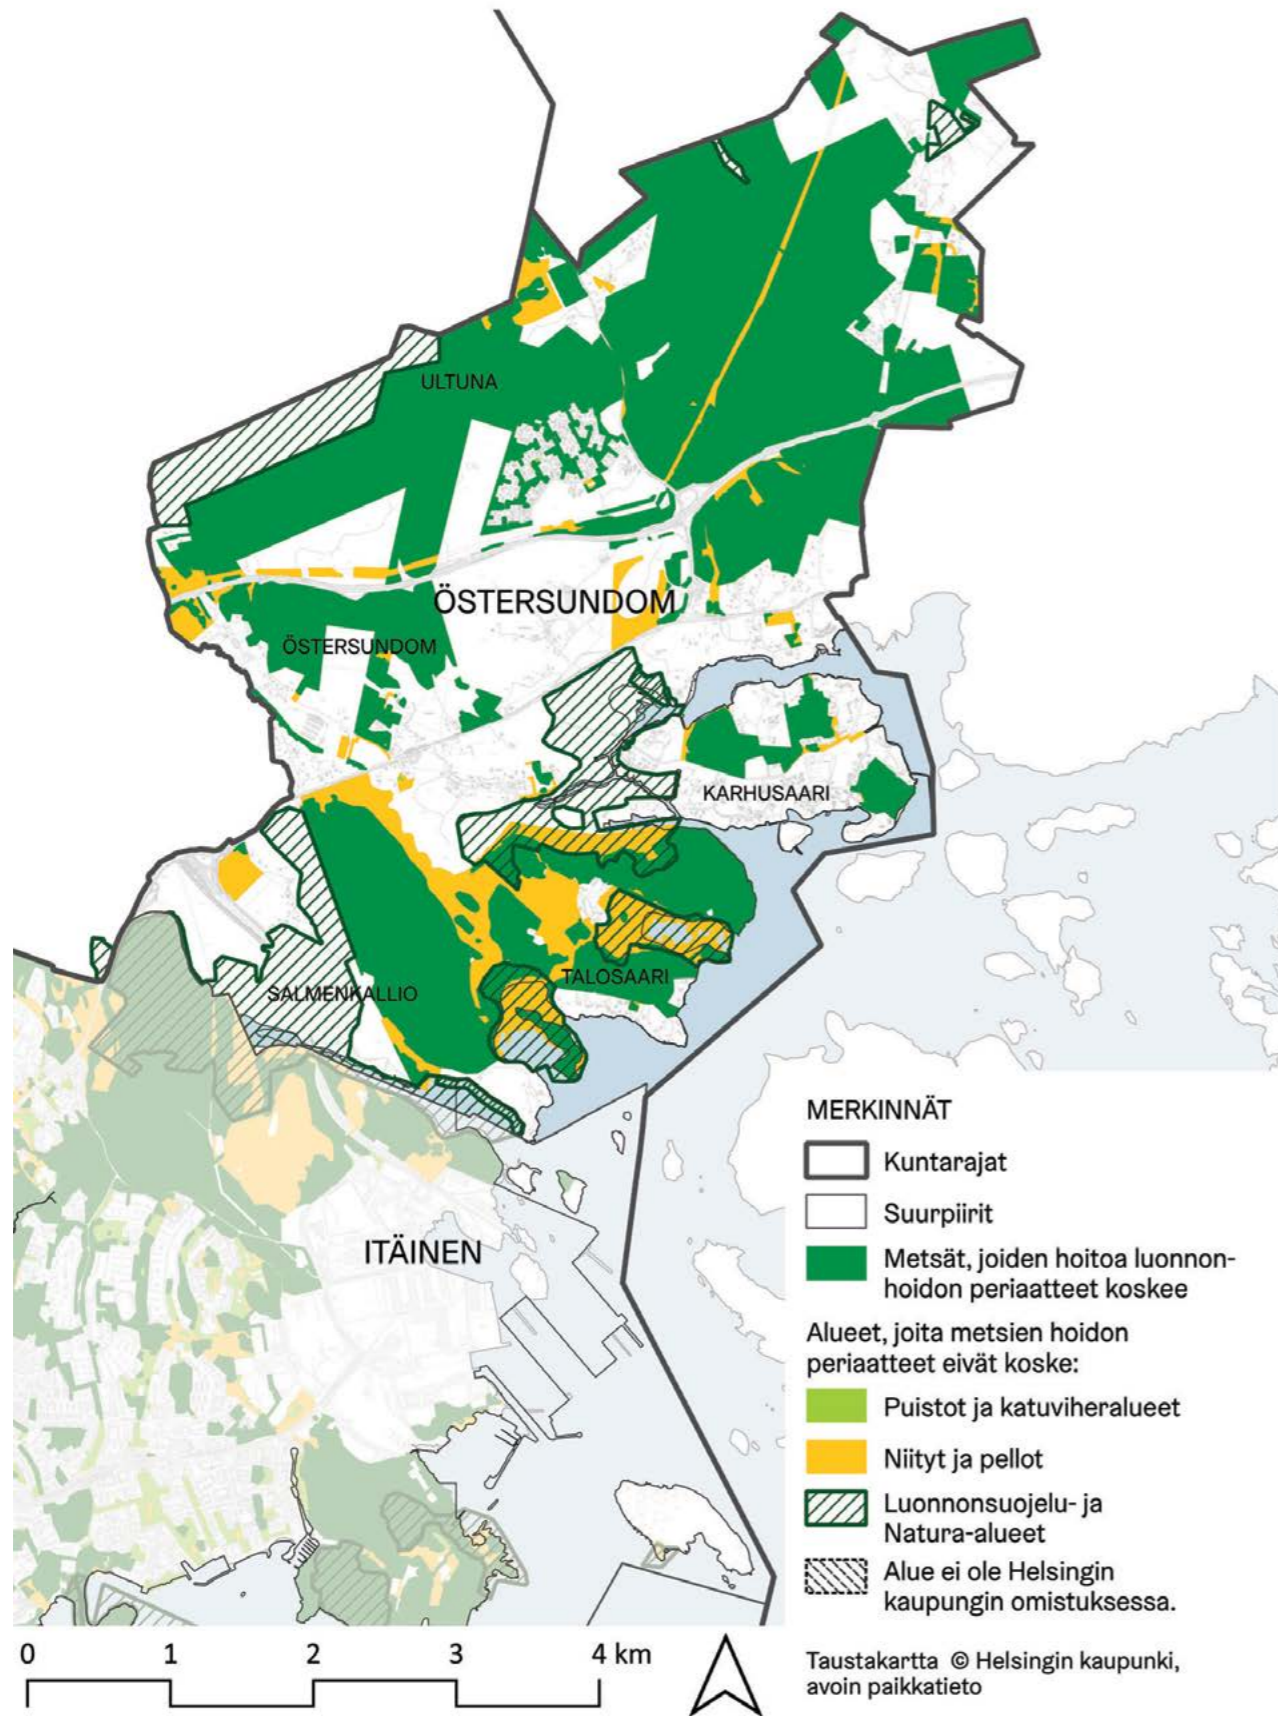 ULTUNA
ÖSTERSUNDOM
ÖSTERSUNDOM
KARHUSAARI
TALOSAARI
SALMENKALLIO
ITÄINEN
MERKINNÄT
Kuntarajat
Suurpiirit
Metsät, joiden hoitoa luonnon-
hoidon periaatteet koskee
Alueet, joita metsien hoidon
periaatteet eivät koske:
Puistot ja katuviheralueet
Niityt ja pellot
Luonnonsuojelu- ja
Natura-alueet
Alue ei ole Helsingin
kaupungin omistuksessa.
0 1 2 3 4 km
Taustakartta © Helsingin kaupunki,
avoin paikkatieto